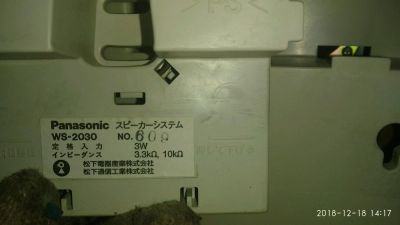 >PS<
Panasonic スピーカーシステム
WS-2030 NO. 609
定格入力 3W
インピーダンス 3.3kΩ, 10kΩ
松下電器産業株式会社
松下通信工業株式会社
2018-12-18 14:17